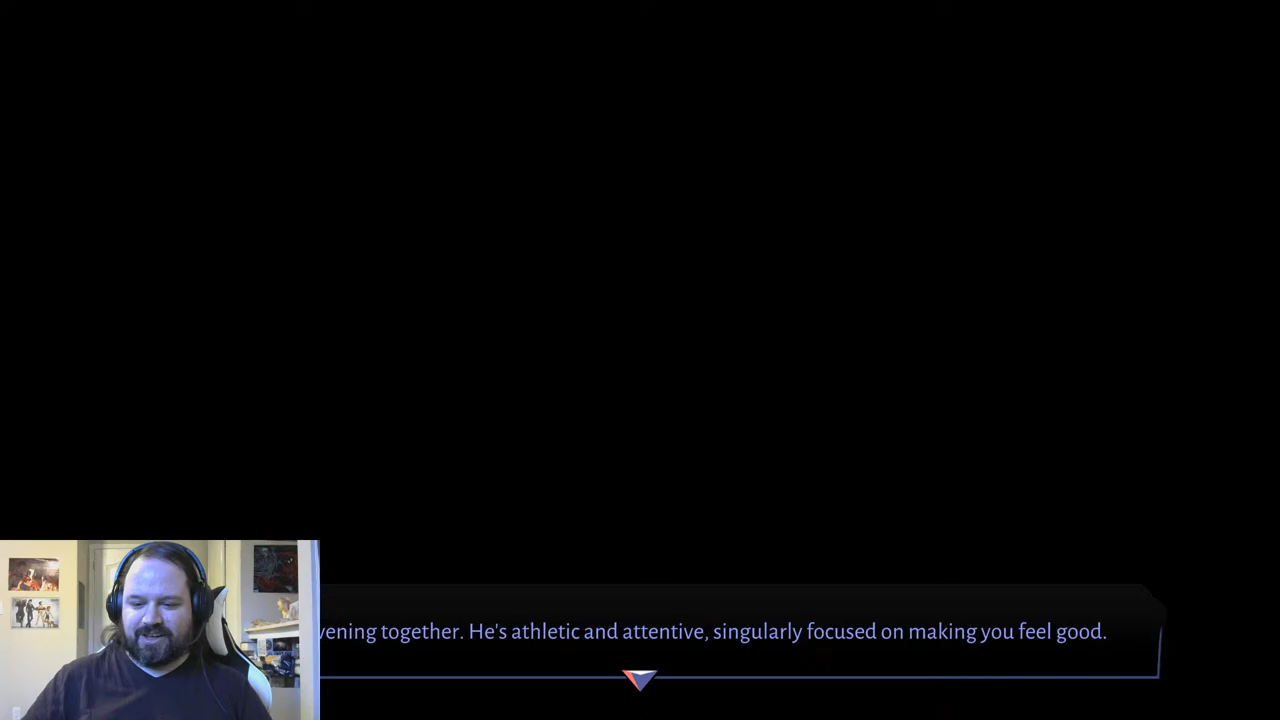 vening together. He's athletic and attentive, singularly focused on making you feel good.